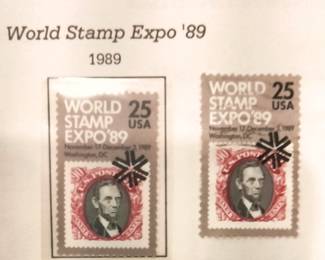 World Stamp Expo '89
1989
WORLD
STAMP
EXPO'89
25
USA
November 17-December 3, 1989
Washington, DC
WORLD
STAMP
EXPO'89
25
USA
November 17-December 3, 1989
Washington, DC